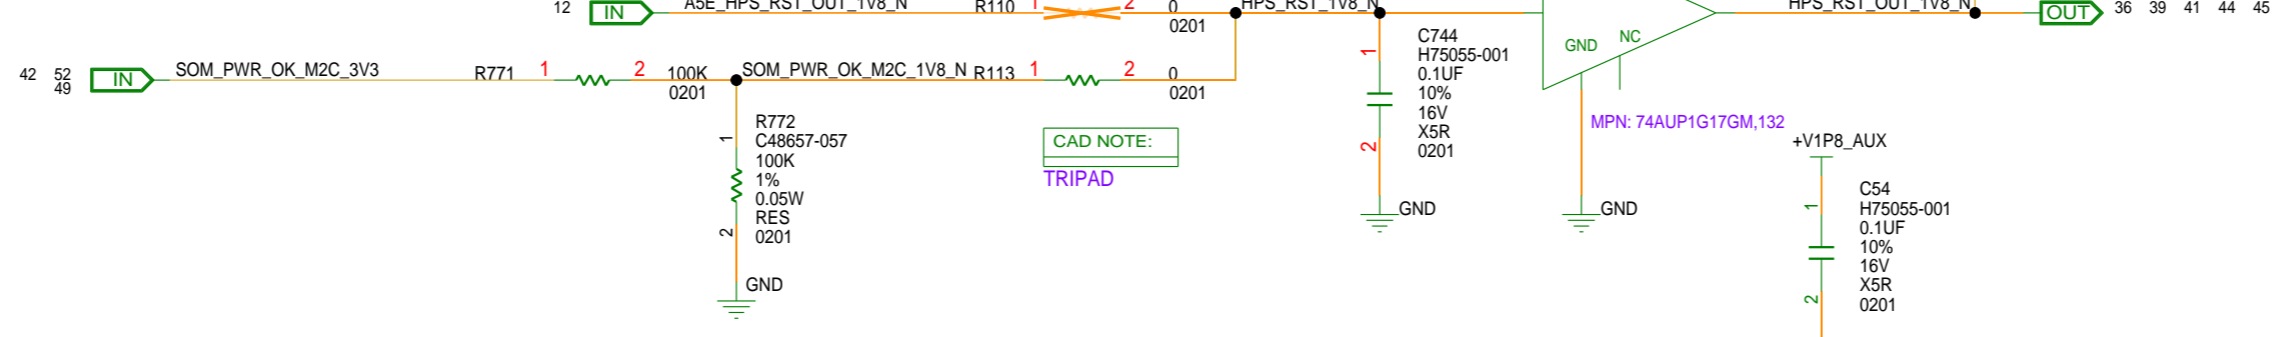 12 IN A5E_HPS_RST_OUT_1V8_N R110 1 2 0 HPS_RST_1V8_N HPS_RST_OUT_1V8_N OUT 36 39 41 44 45
0201
42 52 IN SOM_PWR_OK_M2C_3V3 R771 1 2 100K SOM_PWR_OK_M2C_1V8_N R113 1 2 0
49
0201
0201
R772
C48657-057
100K
1%
0.05W
RES
0201
1
2
GND
CAD NOTE:
TRIPAD
1
2
C744
H75055-001
0.1UF
10%
16V
X5R
0201
GND
GND
NC
MPN: 74AUP1G17GM,132
GND
+V1P8_AUX
1
2
C54
H75055-001
0.1UF
10%
16V
X5R
0201